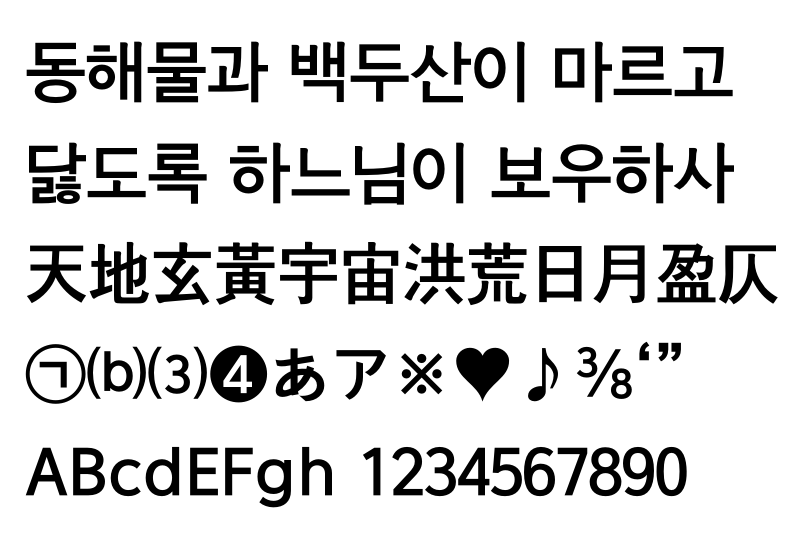 동해물과 백두산이 마르고
닳도록 하느님이 보우하사
天地玄黃宇宙洪荒日月盈仄
㉠⒝⑶❹あア※♥♪⅜‘”
ABcdEFgh 1234567890